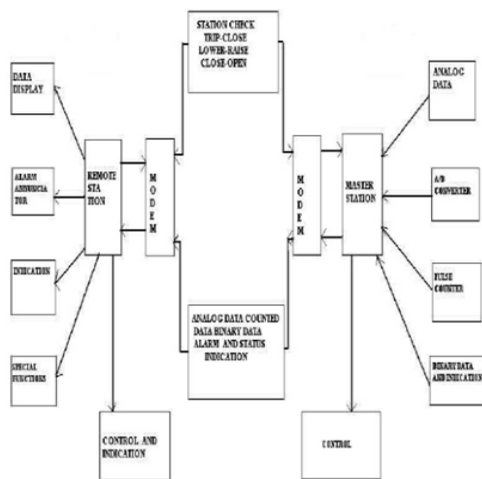 STATION CHECK
TRIP-CLOSE
LOWER-RAISE
CLOSE-OPEN
DATA
DISPLAY
ALARM
ANNUNCIA
TOR
INDICATION
SPECIAL
FUNCTIONS
REMOTE
STA
TION
MODEM
MODEM
MASTER
STATION
ANALOG
DATA
A/D
CONVERTER
PULSE
COUNTER
BINARY DATA
AND INDICATION
ANALOG DATA COUNTED
DATA BINARY DATA
ALARM AND STATUS
INDICATION
CONTROL AND
INDICATION
CONTROL